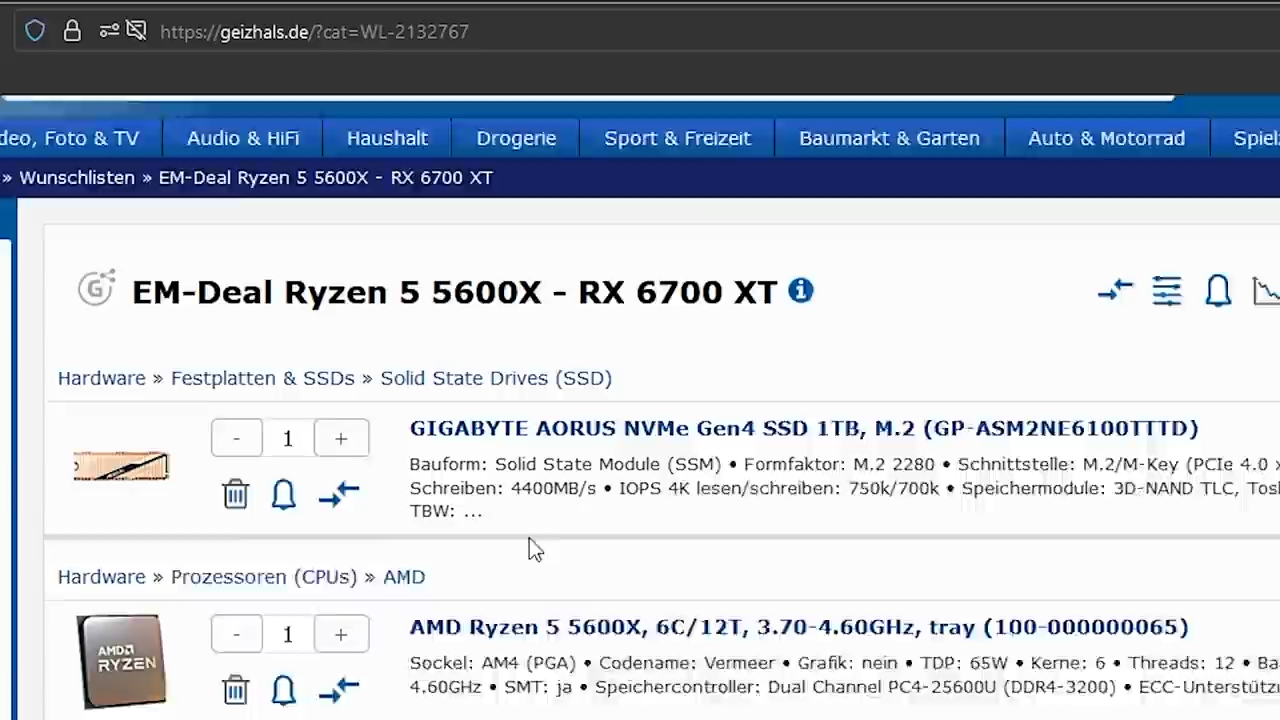 https://geizhals.de/?cat=WL-2132767
deo, Foto & TV Audio & HiFi Haushalt Drogerie Sport & Freizeit Baumarkt & Garten Auto & Motorrad Spielz
» Wunschlisten » EM-Deal Ryzen 5 5600X - RX 6700 XT
EM-Deal Ryzen 5 5600X - RX 6700 XT
Hardware » Festplatten & SSDs » Solid State Drives (SSD)
- 1 + GIGABYTE AORUS NVMe Gen4 SSD 1TB, M.2 (GP-ASM2NE6100TTTD)
Bauform: Solid State Module (SSM) • Formfaktor: M.2 2280 • Schnittstelle: M.2/M-Key (PCIe 4.0 x
Schreiben: 4400MB/s • IOPS 4K lesen/schreiben: 750k/700k • Speichermodule: 3D-NAND TLC, Tosh
TBW: ...
Hardware » Prozessoren (CPUs) » AMD
- 1 + AMD Ryzen 5 5600X, 6C/12T, 3.70-4.60GHz, tray (100-000000065)
AMD
RYZEN
Sockel: AM4 (PGA) • Codename: Vermeer • Grafik: nein • TDP: 65W • Kerne: 6 • Threads: 12 • Ba
4.60GHz • SMT: ja • Speichercontroller: Dual Channel PC4-25600U (DDR4-3200) • ECC-Unterstütz